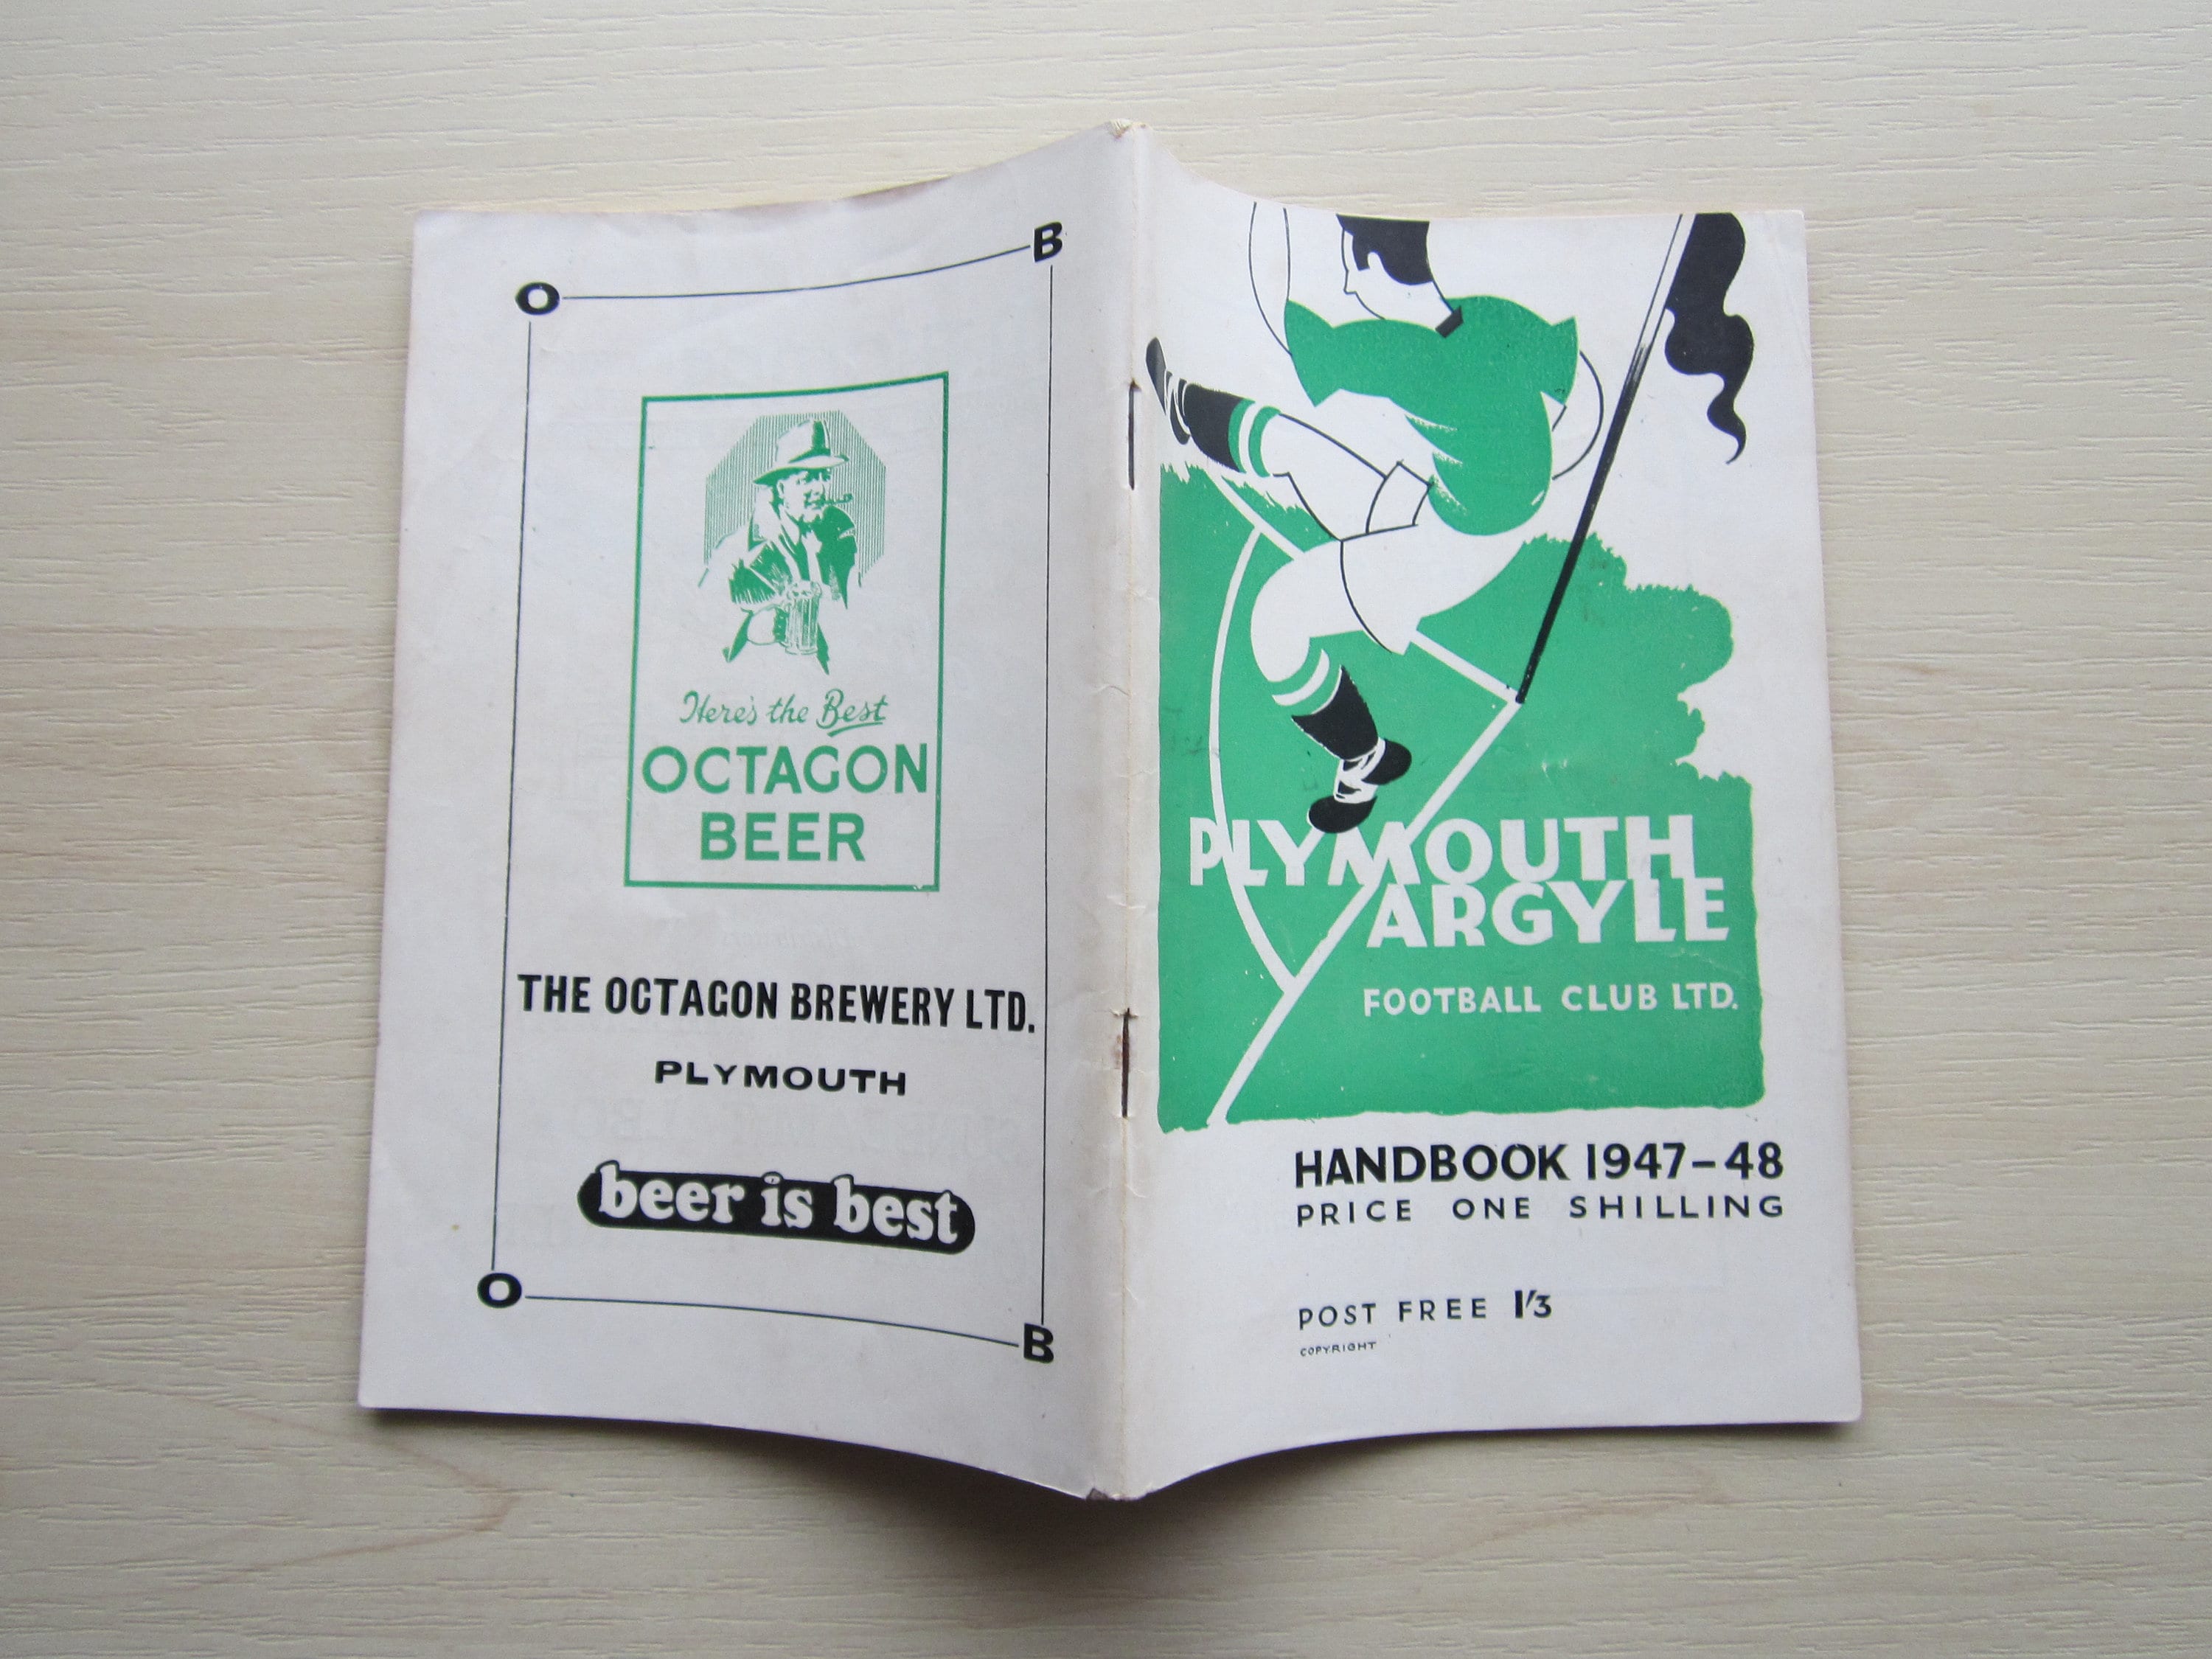 O
B
Here's the Best
OCTAGON
BEER
THE OCTAGON BREWERY LTD.
PLYMOUTH
beer is best
O
B
PLYMOUTH
ARGYLE
FOOTBALL CLUB LTD.
HANDBOOK 1947-48
PRICE ONE SHILLING
POST FREE 1/3
COPYRIGHT